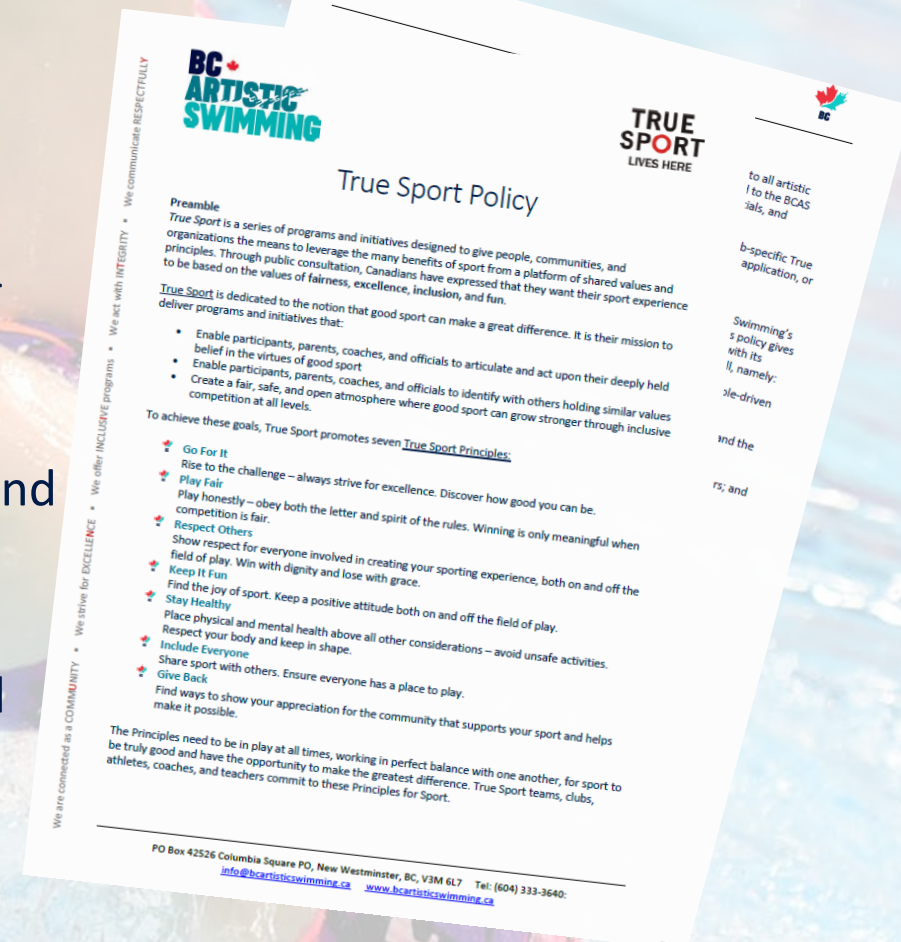 BC
ARTISTIC
SWIMMING
TRUE
SPORT
LIVES HERE
True Sport Policy
Preamble
True Sport is a series of programs and initiatives designed to give people, communities, and
organizations the means to leverage the many benefits of sport from a platform of shared values and
principles. Through public consultation, Canadians have expressed that they want their sport experience
to be based on the values of fairness, excellence, inclusion, and fun.
True Sport is dedicated to the notion that good sport can make a great difference. It is their mission to
deliver programs and initiatives that:
• Enable participants, parents, coaches, and officials to articulate and act upon their deeply held
belief in the virtues of good sport
• Enable participants, parents, coaches, and officials to identify with others holding similar values
• Create a fair, safe, and open atmosphere where good sport can grow stronger through inclusive
competition at all levels.
To achieve these goals, True Sport promotes seven True Sport Principles:
Go For It
Rise to the challenge – always strive for excellence. Discover how good you can be.
Play Fair
Play honestly – obey both the letter and spirit of the rules. Winning is only meaningful when
competition is fair.
Respect Others
Show respect for everyone involved in creating your sporting experience, both on and off the
field of play. Win with dignity and lose with grace.
Keep It Fun
Find the joy of sport. Keep a positive attitude both on and off the field of play.
Stay Healthy
Place physical and mental health above all other considerations – avoid unsafe activities.
Respect your body and keep in shape.
Include Everyone
Share sport with others. Ensure everyone has a place to play.
Give Back
Find ways to show your appreciation for the community that supports your sport and helps
make it possible.
The Principles need to be in play at all times, working in perfect balance with one another, for sport to
be truly good and have the opportunity to make the greatest difference. True Sport teams, clubs,
athletes, coaches, and teachers commit to these Principles for Sport.
PO Box 42526 Columbia Square PO, New Westminster, BC, V3M 6L7 Tel: (604) 333-3640:
info@bcartisticswimming.ca www.bcartisticswimming.ca
We are connected as a COMMUNITY • We strive for EXCELLENCE • We offer INCLUSIVE programs • We act with INTEGRITY • We communicate RESPECTFULLY
BC
to all artistic
to the BCAS
and
b-specific True
application, or
Swimming's
s policy gives
with its
namely:
ple-driven
and the
rs; and
nd